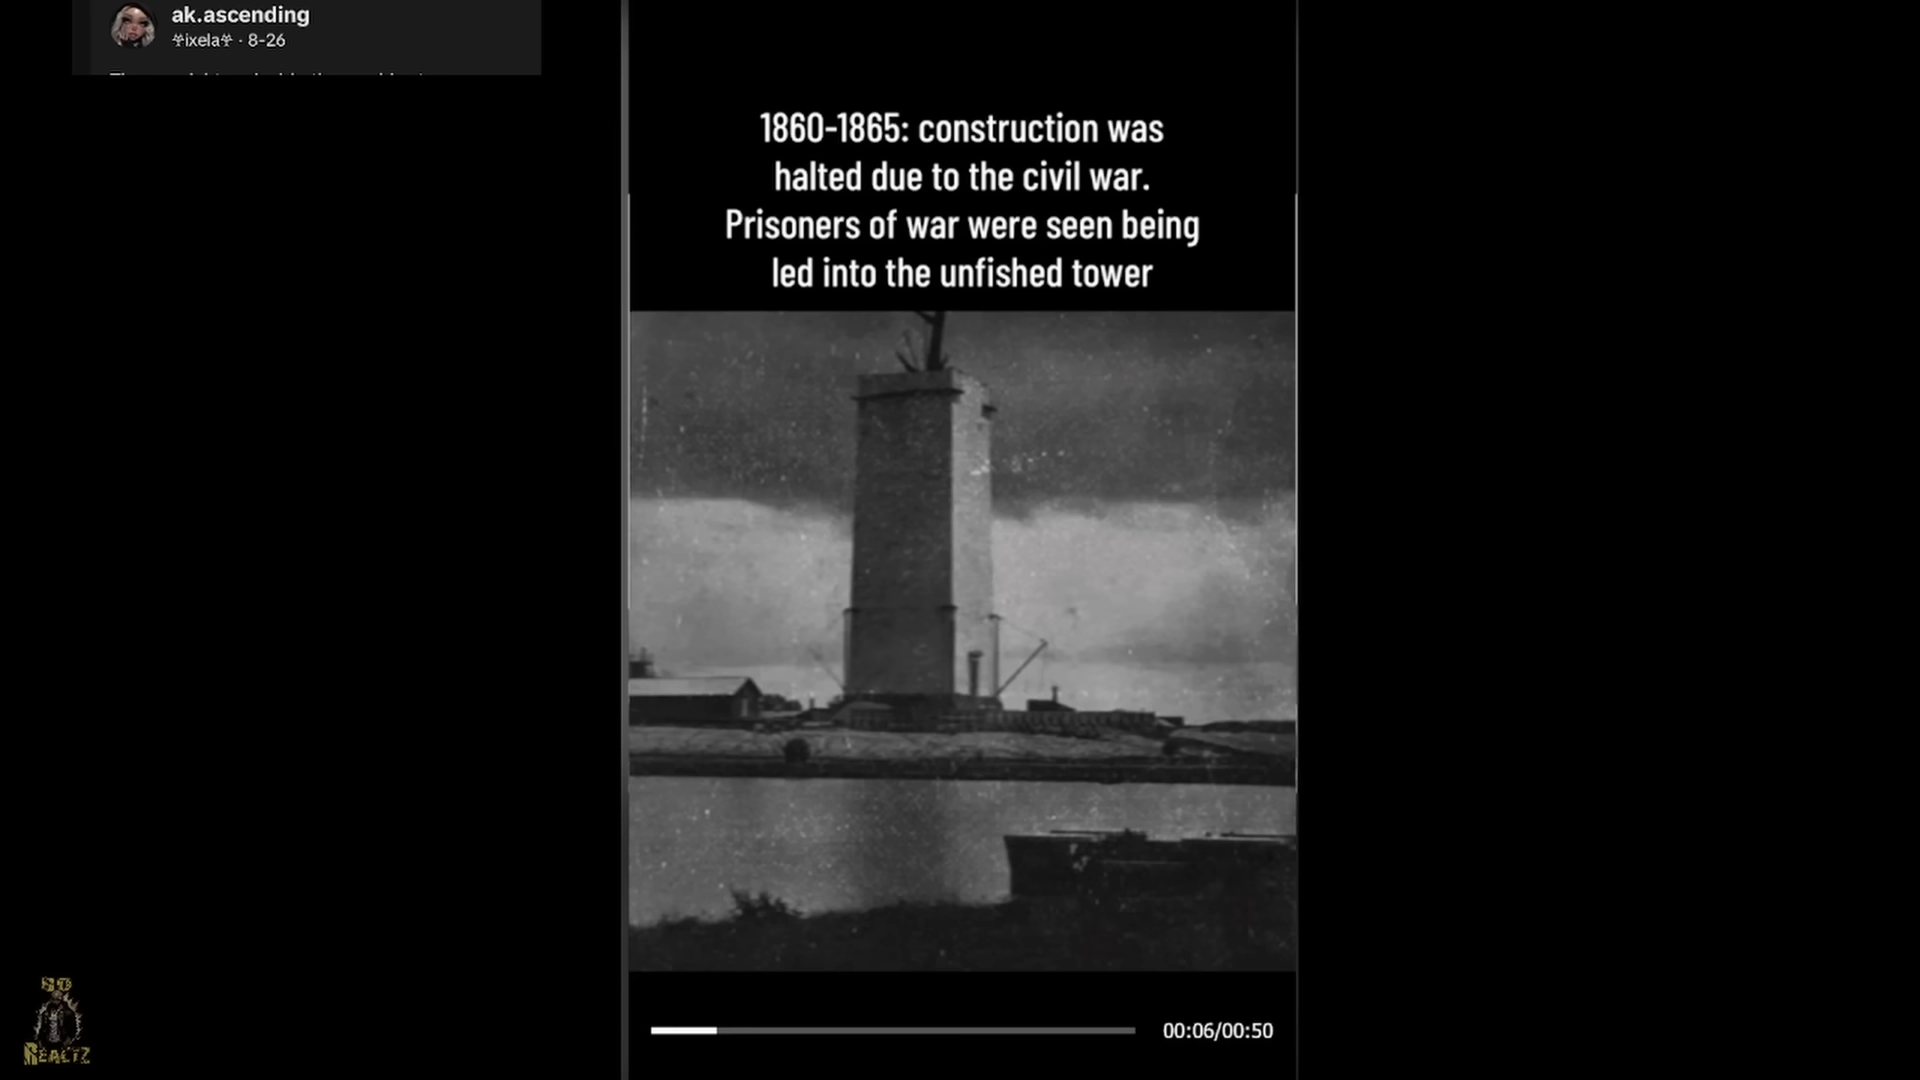 ak.ascending
ixela · 8-26
1860-1865: construction was
halted due to the civil war.
Prisoners of war were seen being
led into the unfished tower
00:06/00:50
REACTZ